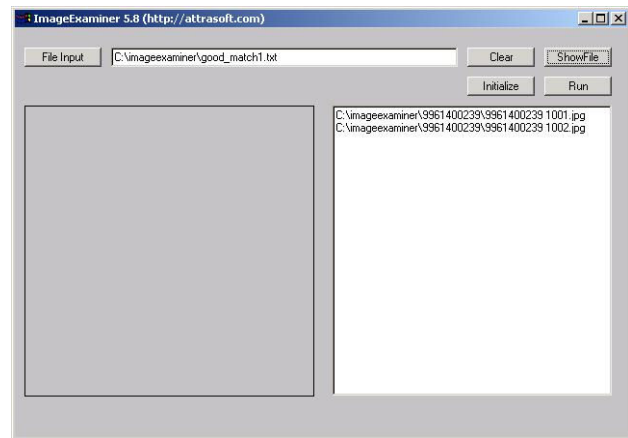 ImageExaminer 5.8 (http://attrasoft.com)
File Input C:\imageexaminer\good_match1.txt Clear ShowFile
Initialize Run
C:\imageexaminer\9961400239\9961400239 1001.jpg
C:\imageexaminer\9961400239\9961400239 1002.jpg